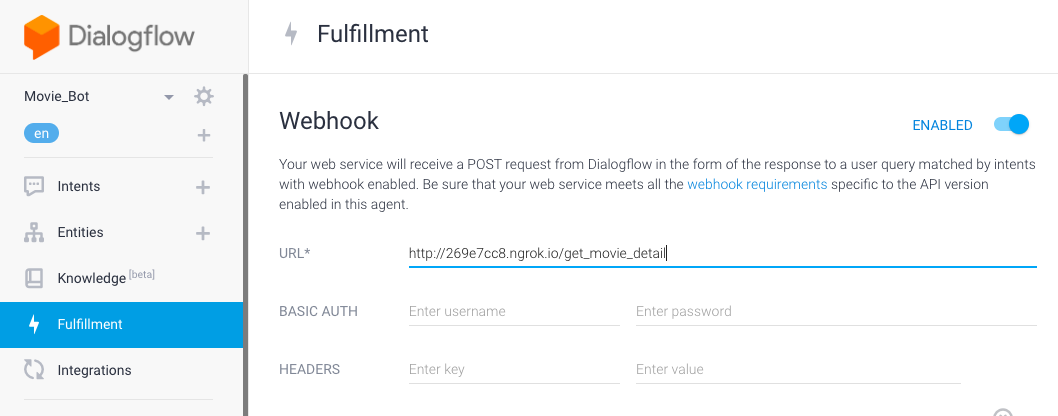 Dialogflow
Fulfillment
Movie_Bot
en
Intents
Entities
Knowledge [beta]
Fulfillment
Integrations
Webhook
ENABLED
Your web service will receive a POST request from Dialogflow in the form of the response to a user query matched by intents
with webhook enabled. Be sure that your web service meets all the webhook requirements specific to the API version
enabled in this agent.
URL* http://269e7cc8.ngrok.io/get_movie_detail
BASIC AUTH Enter username Enter password
HEADERS Enter key Enter value